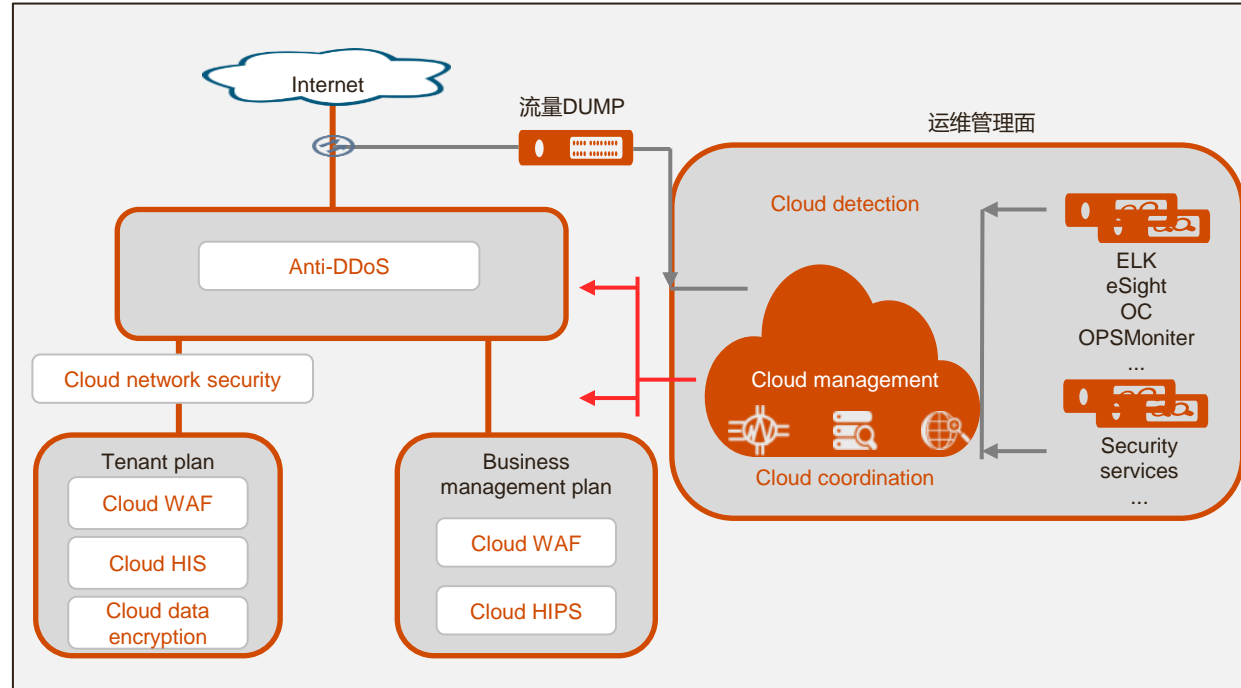 Internet
流量DUMP
运维管理面
Anti-DDoS
Cloud detection
ELK
eSight
OC
OPSMoniter
...
Cloud network security
Cloud management
Cloud coordination
Security
services
...
Tenant plan
Cloud WAF
Cloud HIS
Cloud data
encryption
Business
management plan
Cloud WAF
Cloud HIPS